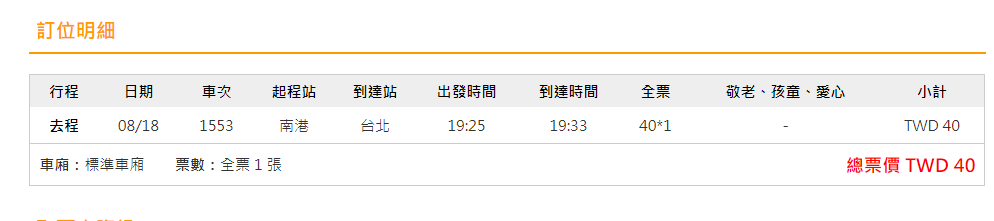 訂位明細
行程 日期 車次 起程站 到達站 出發時間 到達時間 全票 敬老、孩童、愛心 小計
去程 08/18 1553 南港 台北 19:25 19:33 40*1 - TWD 40
車廂：標準車廂 票數：全票 1 張 總票價 TWD 40